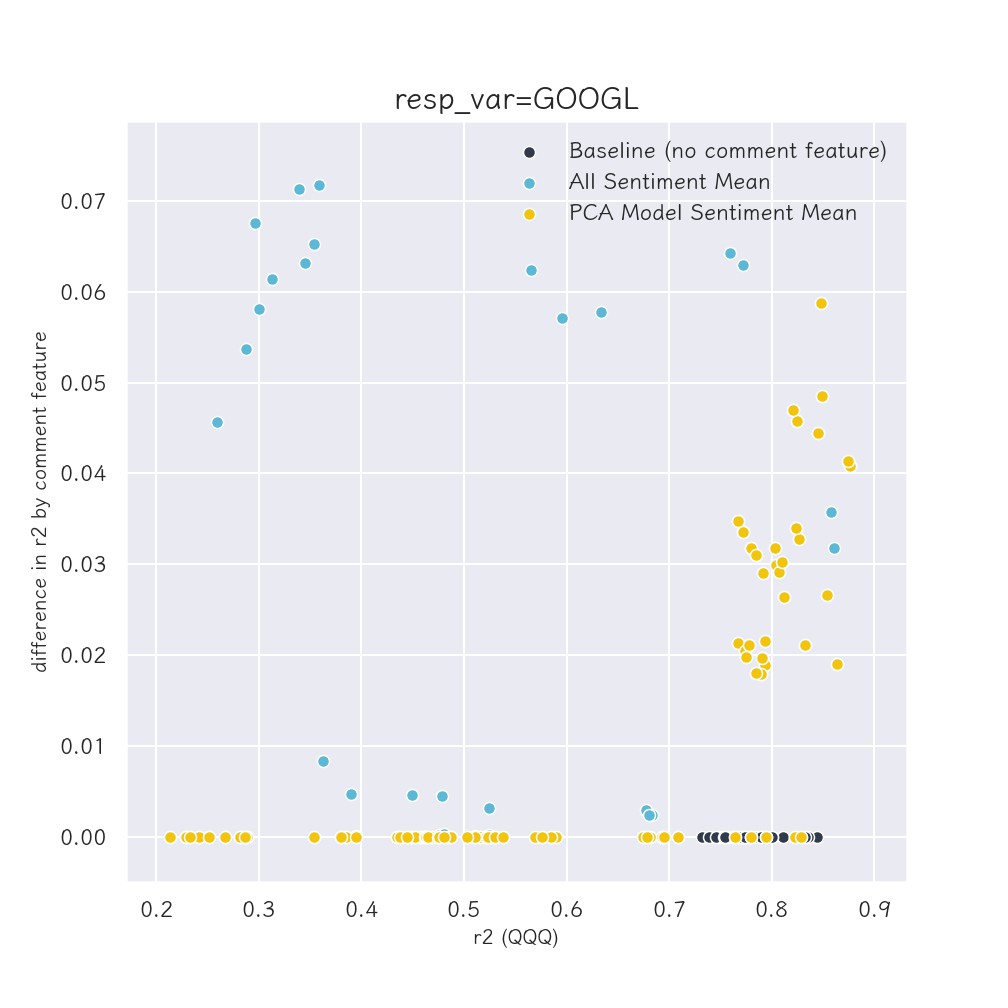 resp_var=GOOGL
Baseline (no comment feature)
All Sentiment Mean
PCA Model Sentiment Mean
difference in r2 by comment feature
0.07
0.06
0.05
0.04
0.03
0.02
0.01
0.00
0.2 0.3 0.4 0.5 0.6 0.7 0.8 0.9
r2 (QQQ)